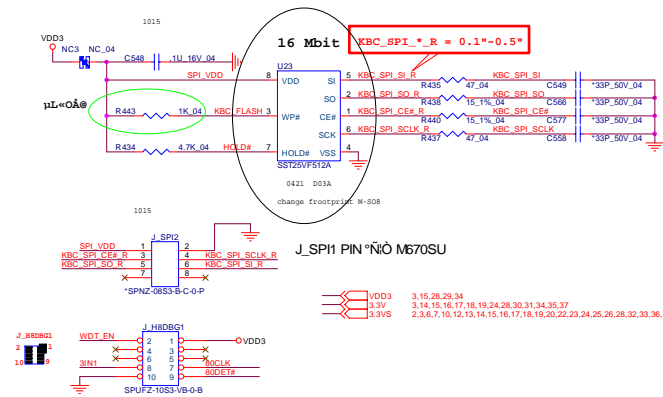 1015
VDD3
NC3 NC_04
C548 .1U_16V_04
16 Mbit
KBC_SPI_*_R = 0.1"~0.5"
U23
SPI_VDD 8 VDD SI 5 KBC_SPI_SI_R R435 47_04 KBC_SPI_SI C549 *33P_50V_04
µL«OÅ@
R443 1K_04 KBC_FLASH 3 WP# SO 2 KBC_SPI_SO_R R438 15_1%_04 KBC_SPI_SO C566 *33P_50V_04
CE# 1 KBC_SPI_CE#_R R440 15_1%_04 KBC_SPI_CE# C577 *33P_50V_04
SCK 6 KBC_SPI_SCLK_R R437 47_04 KBC_SPI_SCLK C558 *33P_50V_04
R434 4.7K_04 HOLD# 7 HOLD# VSS 4
SST25VF512A
0421 D03A
change frootprint M-SO8
1015
J_SPI2
SPI_VDD 1 2
KBC_SPI_CE#_R 3 4 KBC_SPI_SCLK_R
KBC_SPI_SO_R 5 6 KBC_SPI_SI_R
7 8
*SPNZ-08S3-B-C-0-P
J_SPI1 PIN °Ñ¦Ò M670SU
VDD3 3,15,28,29,34
3.3V 3,14,15,16,17,18,19,24,28,30,31,34,35,37
3.3VS 2,3,6,7,10,12,13,14,15,16,17,18,19,20,22,23,24,25,26,28,32,33,36,
J_H8DBG1
2 1
10 9
J_H8DBG1
WDT_EN 2 1 VDD3
4 3
6 5
3IN1 8 7 80CLK
10 9 80DET#
SPUFZ-10S3-VB-0-B